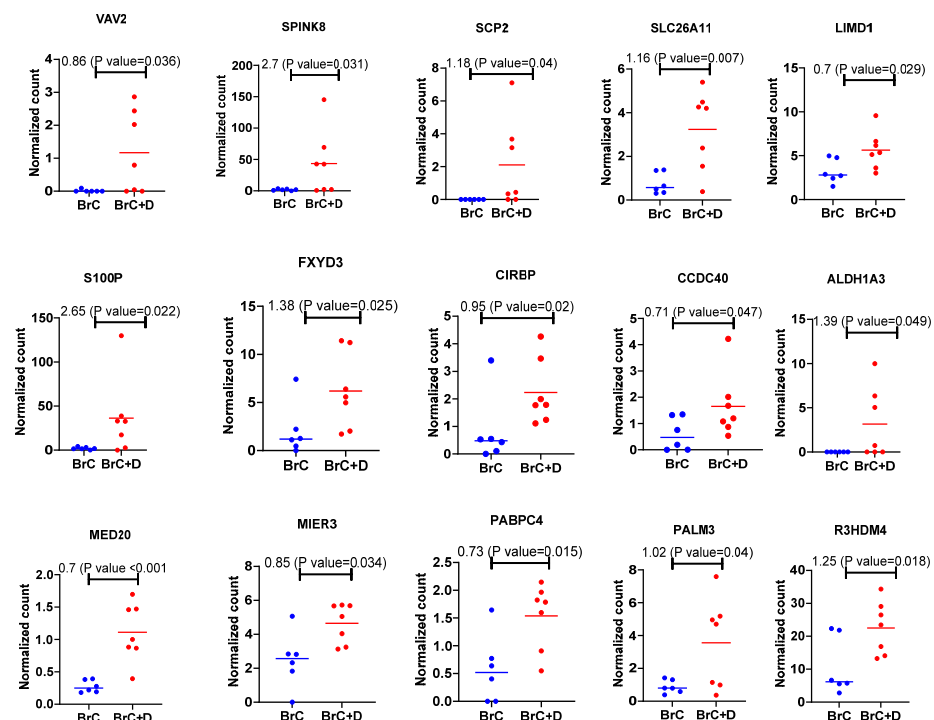 VAV2
0.86 (P value=0.036)
Normalized count
4
3
2
1
0
BrC BrC+D
SPINK8
2.7 (P value=0.031)
Normalized count
200
150
100
50
0
BrC BrC+D
SCP2
1.18 (P value=0.04)
Normalized count
8
6
4
2
0
BrC BrC+D
SLC26A11
1.16 (P value=0.007)
Normalized count
6
4
2
0
BrC BrC+D
LIMD1
0.7 (P value=0.029)
Normalized count
15
10
5
0
BrC BrC+D
S100P
2.65 (P value=0.022)
Normalized count
150
100
50
0
BrC BrC+D
FXYD3
1.38 (P value=0.025)
Normalized count
15
10
5
0
BrC BrC+D
CIRBP
0.95 (P value=0.02)
Normalized count
5
4
3
2
1
0
BrC BrC+D
CCDC40
0.71 (P value=0.047)
Normalized count
5
4
3
2
1
0
BrC BrC+D
ALDH1A3
1.39 (P value=0.049)
Normalized count
15
10
5
0
BrC BrC+D
MED20
0.7 (P value <0.001
Normalized count
2.0
1.5
1.0
0.5
0.0
BrC BrC+D
MIER3
0.85 (P value=0.034)
Normalized count
8
6
4
2
0
BrC BrC+D
PABPC4
0.73 (P value=0.015)
Normalized count
2.5
2.0
1.5
1.0
0.5
0.0
BrC BrC+D
PALM3
1.02 (P value=0.04)
Normalized count
8
6
4
2
0
BrC BrC+D
R3HDM4
1.25 (P value=0.018)
Normalized count
40
30
20
10
0
BrC BrC+D